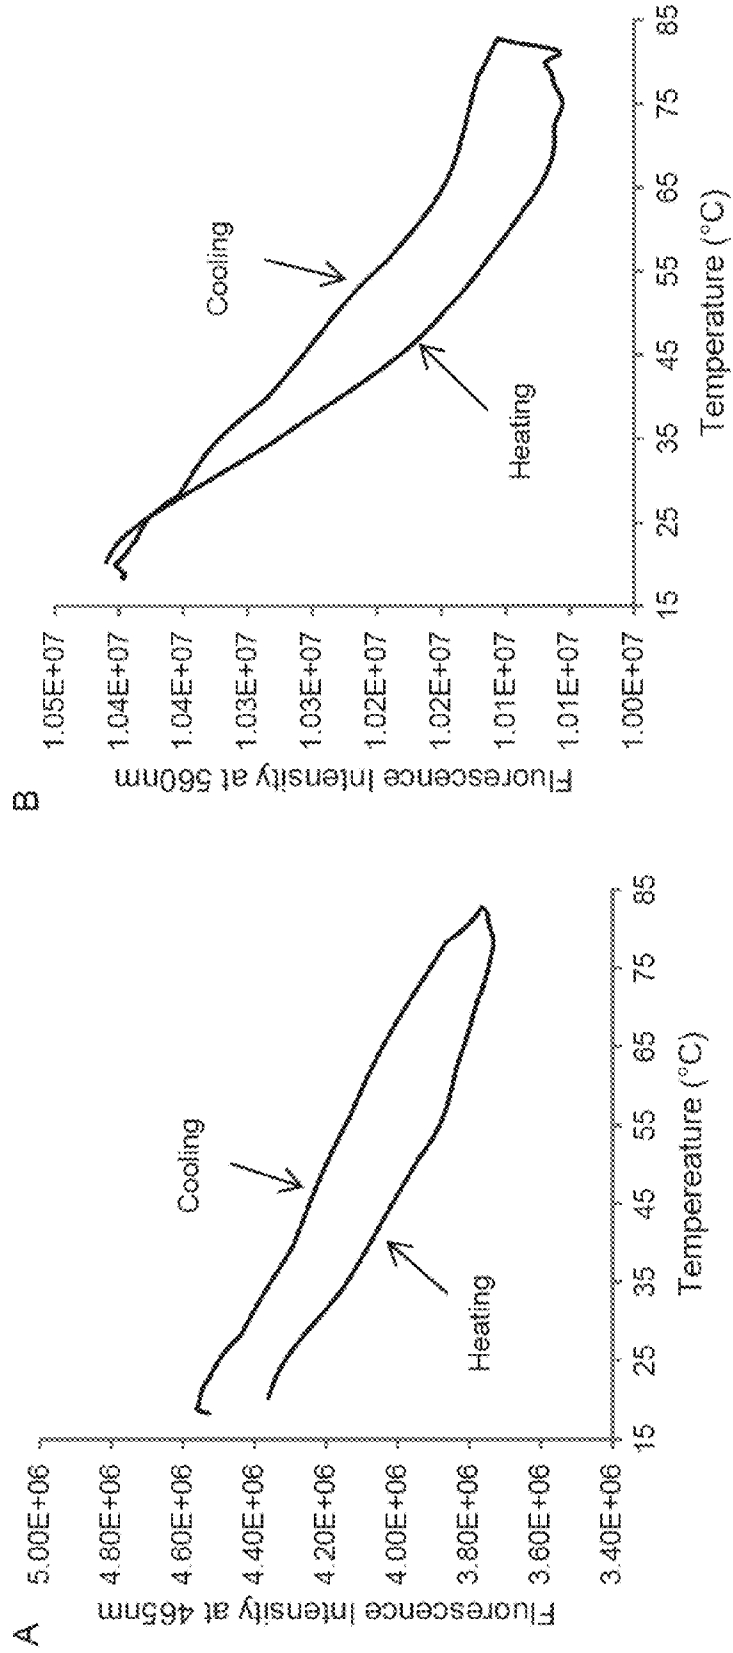 A
Fluorescence Intensity at 465nm
5.00E+06
4.80E+06
4.60E+06
4.40E+06
4.20E+06
4.00E+06
3.80E+06
3.60E+06
3.40E+06
15
25
35
45
55
65
75
85
Tempereature (°C)
Cooling
Heating
B
Fluorescence Intensity at 560nm
1.05E+07
1.04E+07
1.04E+07
1.03E+07
1.03E+07
1.02E+07
1.02E+07
1.01E+07
1.01E+07
1.00E+07
15
25
35
45
55
65
75
85
Temperature (°C)
Cooling
Heating